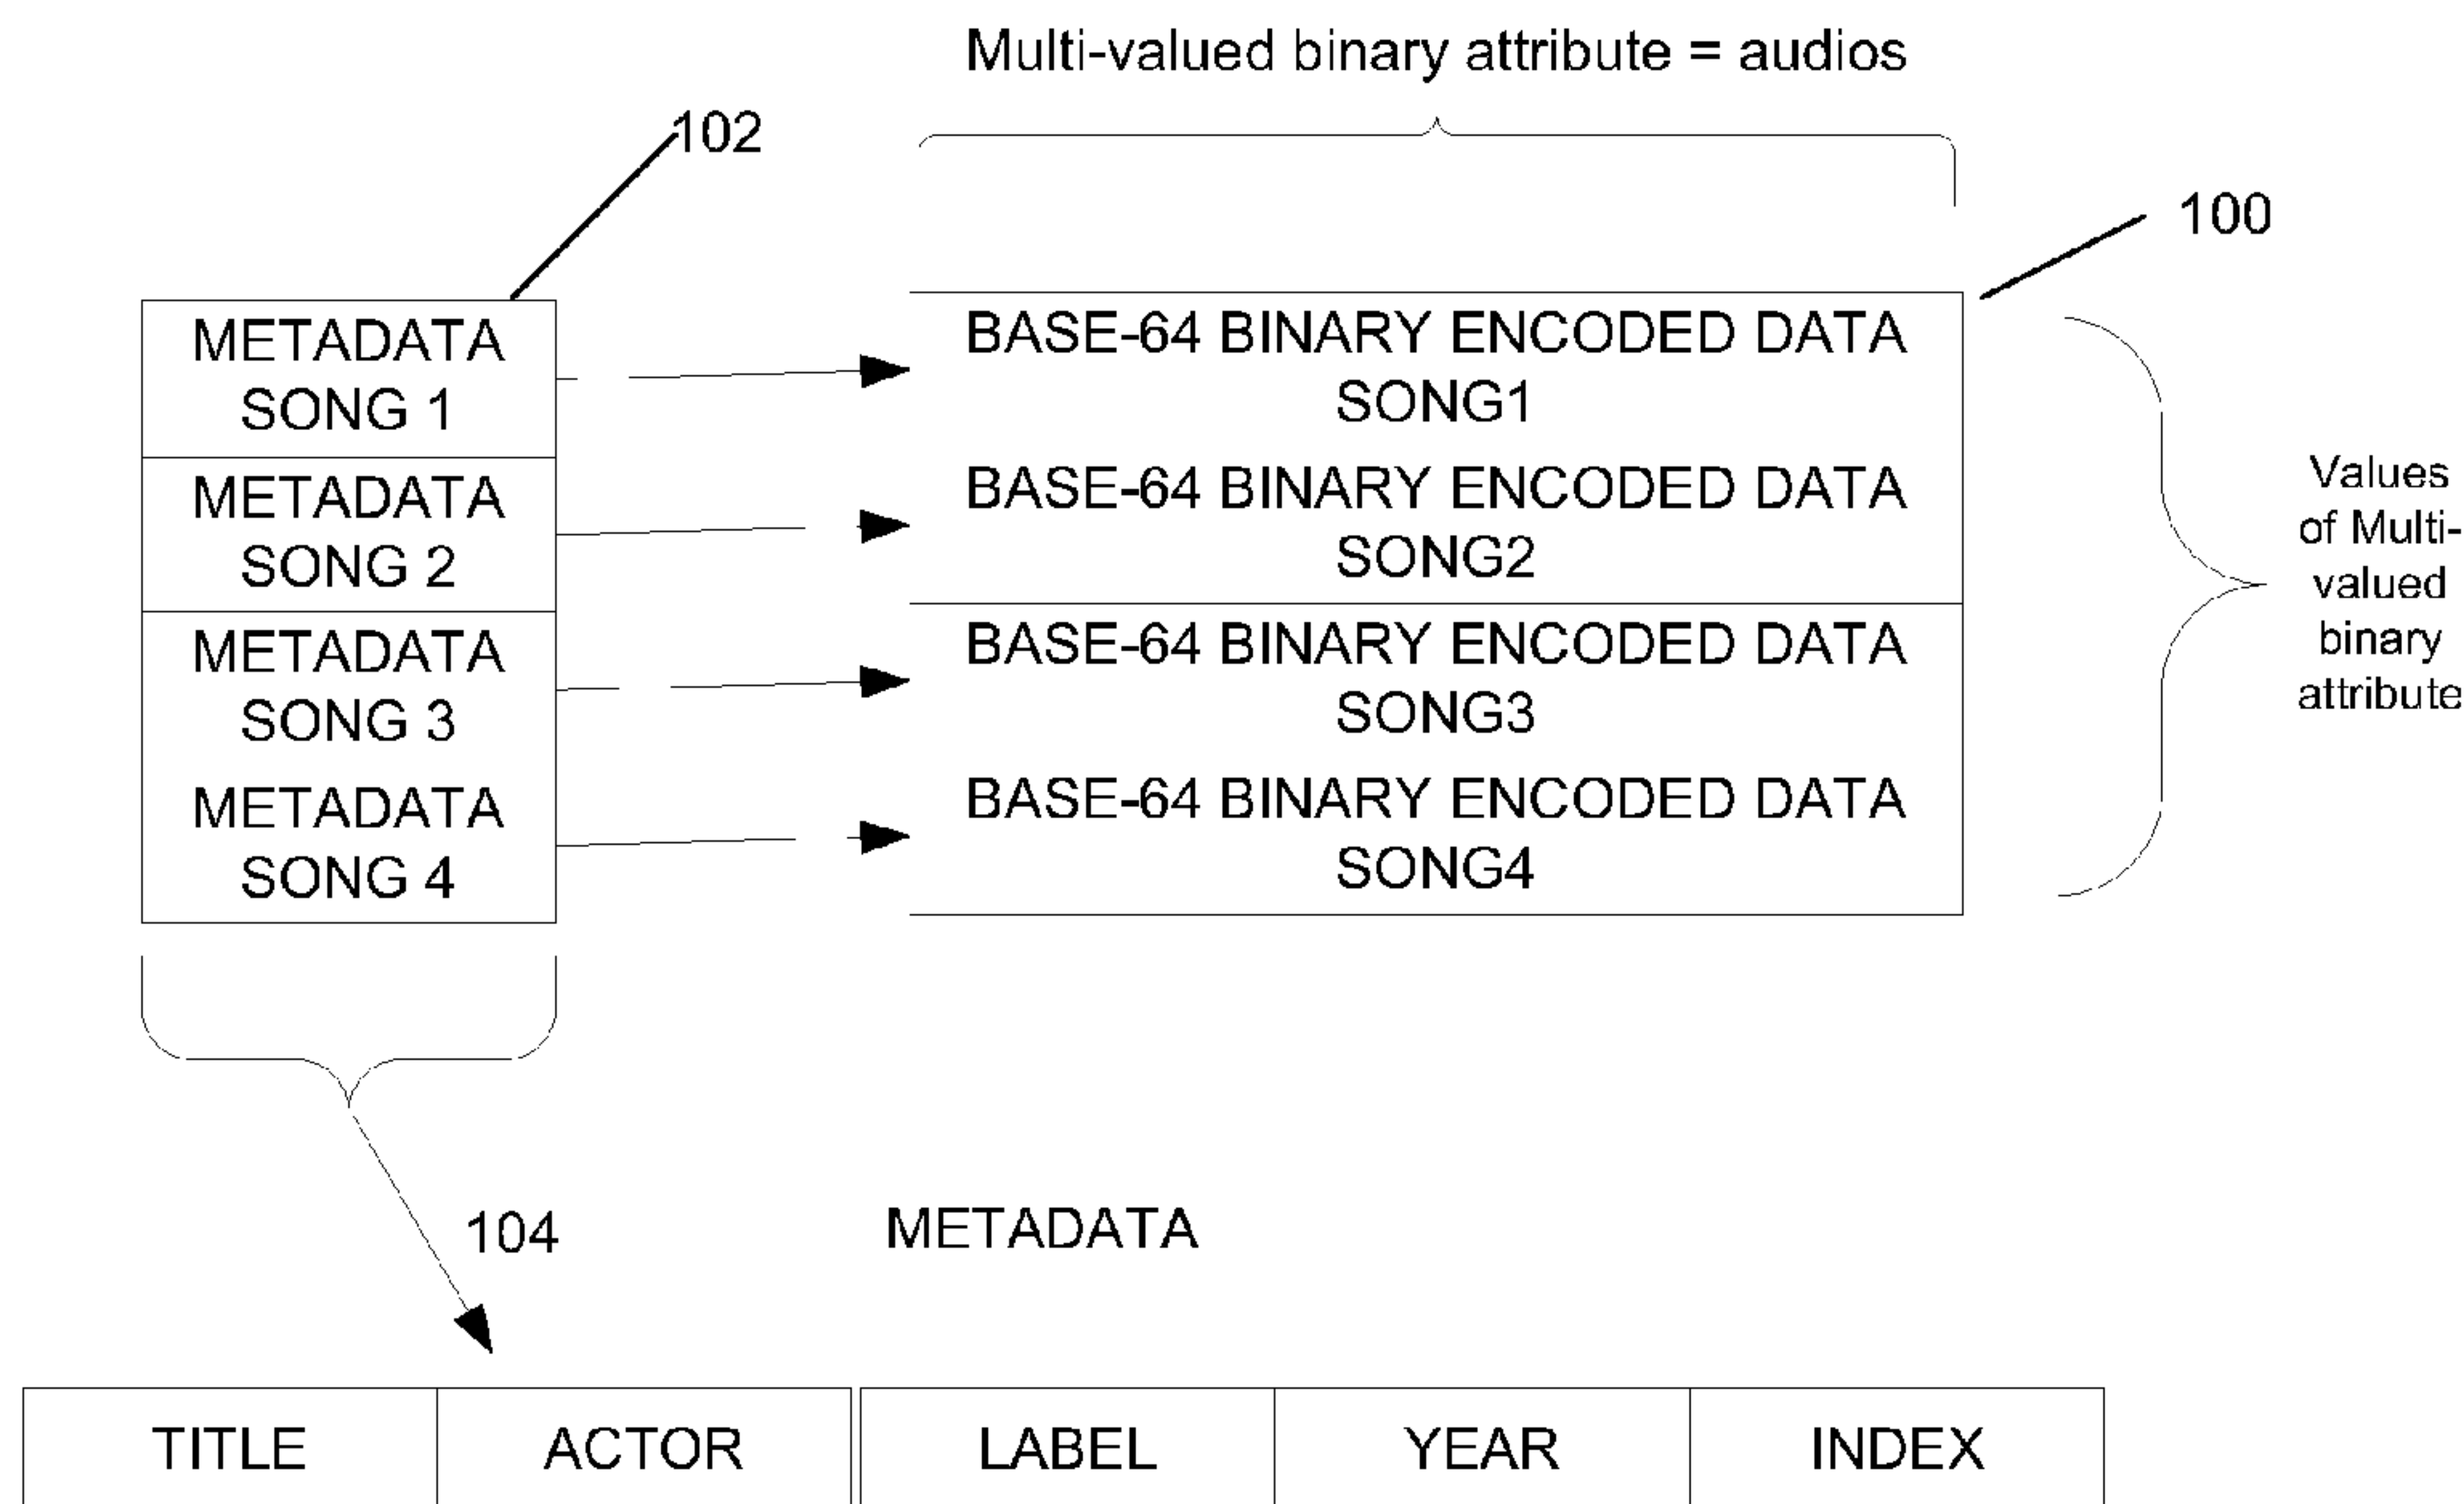 Multi-valued binary attribute = audios
102
100
METADATA
SONG 1
BASE-64 BINARY ENCODED DATA
SONG1
METADATA
SONG 2
BASE-64 BINARY ENCODED DATA
SONG2
METADATA
SONG 3
BASE-64 BINARY ENCODED DATA
SONG3
METADATA
SONG 4
BASE-64 BINARY ENCODED DATA
SONG4
Values
of Multi-
valued
binary
attribute
104
METADATA
TITLE
ACTOR
LABEL
YEAR
INDEX